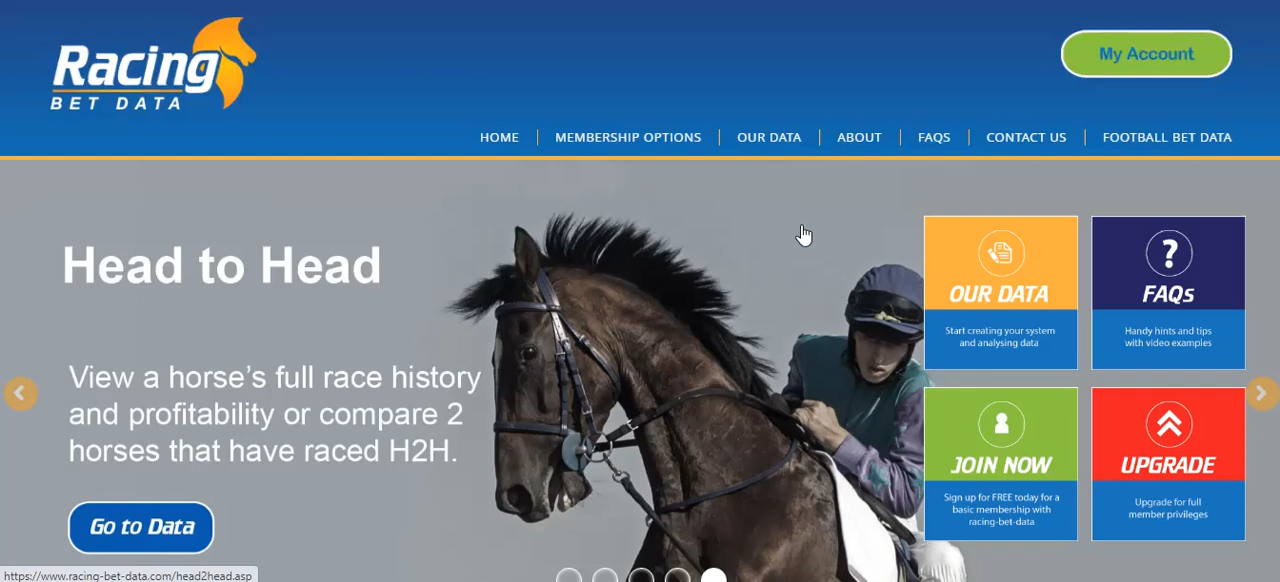 Racing
BET DATA
My Account
HOME
MEMBERSHIP OPTIONS
OUR DATA
ABOUT
FAQS
CONTACT US
FOOTBALL BET DATA
Head to Head
View a horse's full race history
and profitability or compare 2
horses that have raced H2H.
Go to Data
OUR DATA
Start creating your system
and analysing data
FAQs
Handy hints and tips
with video examples
JOIN NOW
Sign up for FREE today for a
basic membership with
racing-bet-data
UPGRADE
Upgrade for full
member privileges
https://www.racing-bet-data.com/head2head.asp